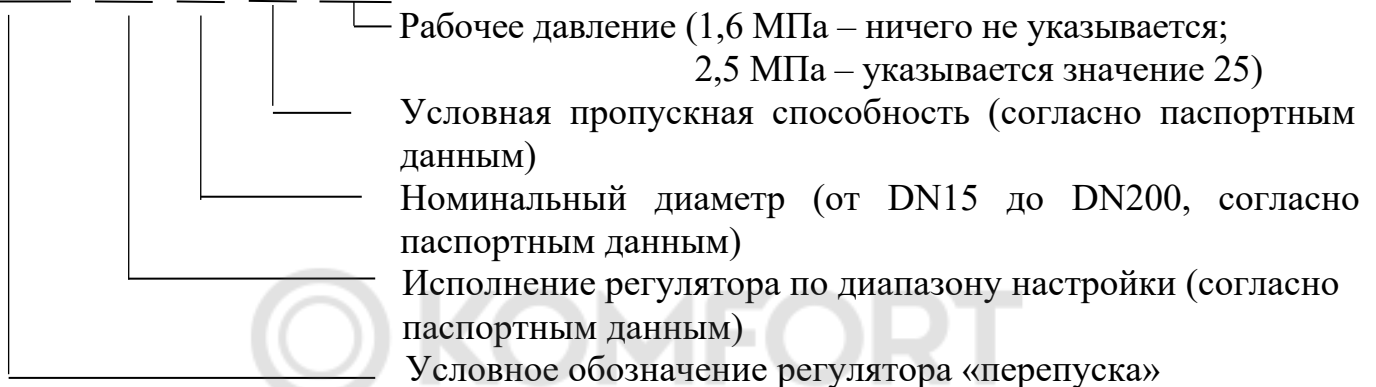 Рабочее давление (1,6 МПа – ничего не указывается;
2,5 МПа – указывается значение 25)
Условная пропускная способность (согласно паспортным
данным)
Номинальный диаметр (от DN15 до DN200, согласно
паспортным данным)
Исполнение регулятора по диапазону настройки (согласно
паспортным данным)
KOMFORT
Условное обозначение регулятора «перепуска»